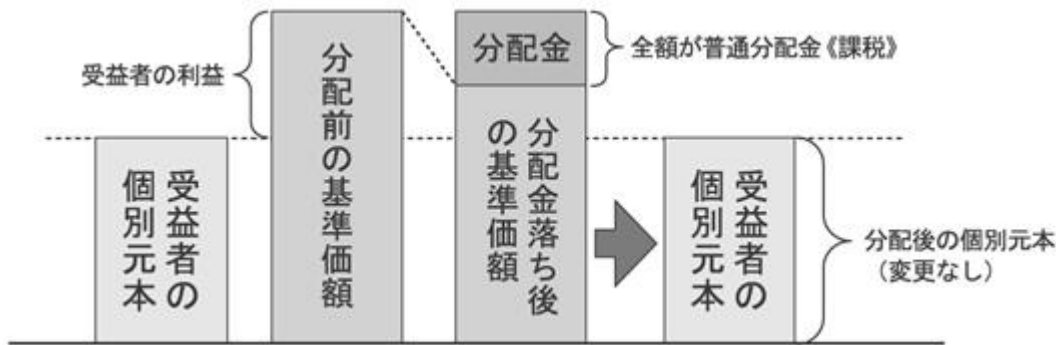 受益者の利益
受益者の
個別元本
分配前の基準価額
分配金
全額が普通分配金《課税》
分配金落ち後
の基準価額
受益者の
個別元本
分配後の個別元本
（変更なし）